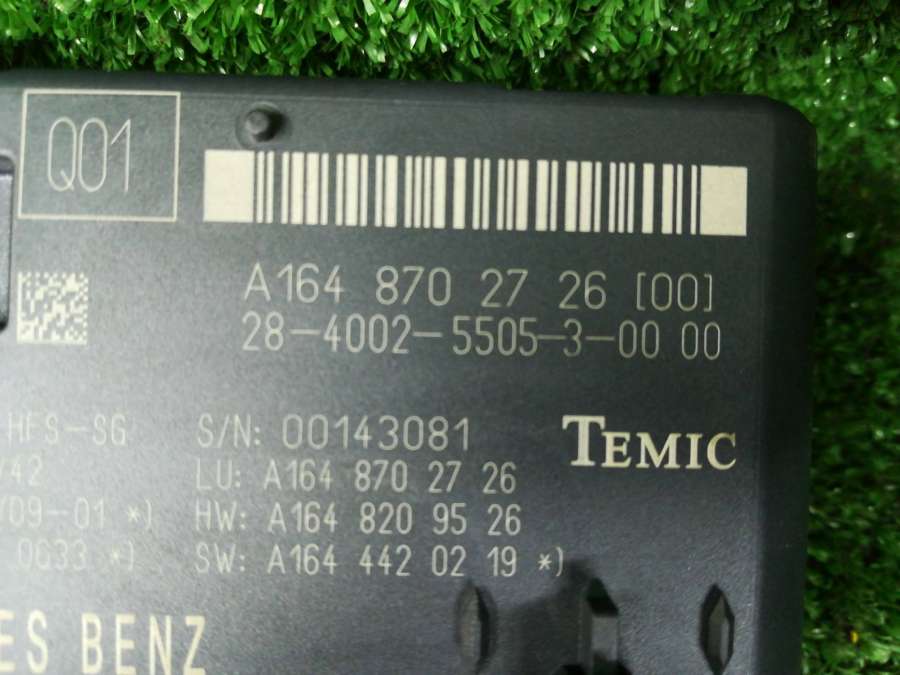 Q01
A164 870 27 26 [00]
28-4002-5505-3-00 00
HFS-SG S/N: 00143081
TEMIC
/42 LU: A164 870 27 26
/09-01 *) HW: A164 820 95 26
0633 *) SW: A164 442 02 19 *)
ES BENZ